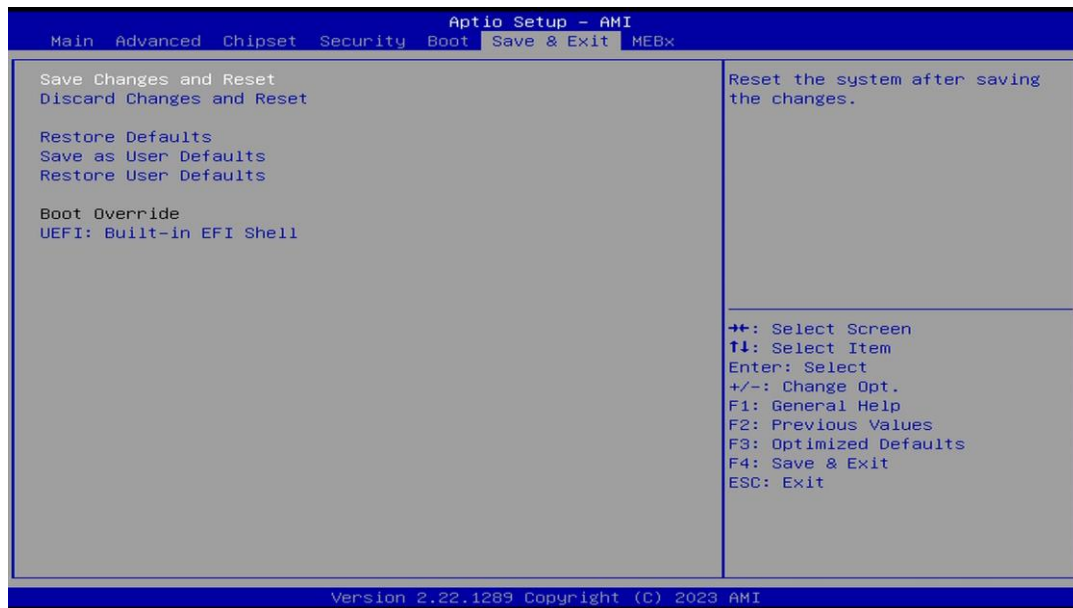 Aptio Setup – AMI
Main Advanced Chipset Security Boot Save & Exit MEBx
Save Changes and Reset
Discard Changes and Reset
Restore Defaults
Save as User Defaults
Restore User Defaults
Boot Override
UEFI: Built-in EFI Shell
Reset the system after saving
the changes.
→←: Select Screen
↑↓: Select Item
Enter: Select
+/-: Change Opt.
F1: General Help
F2: Previous Values
F3: Optimized Defaults
F4: Save & Exit
ESC: Exit
Version 2.22.1289 Copyright (C) 2023 AMI